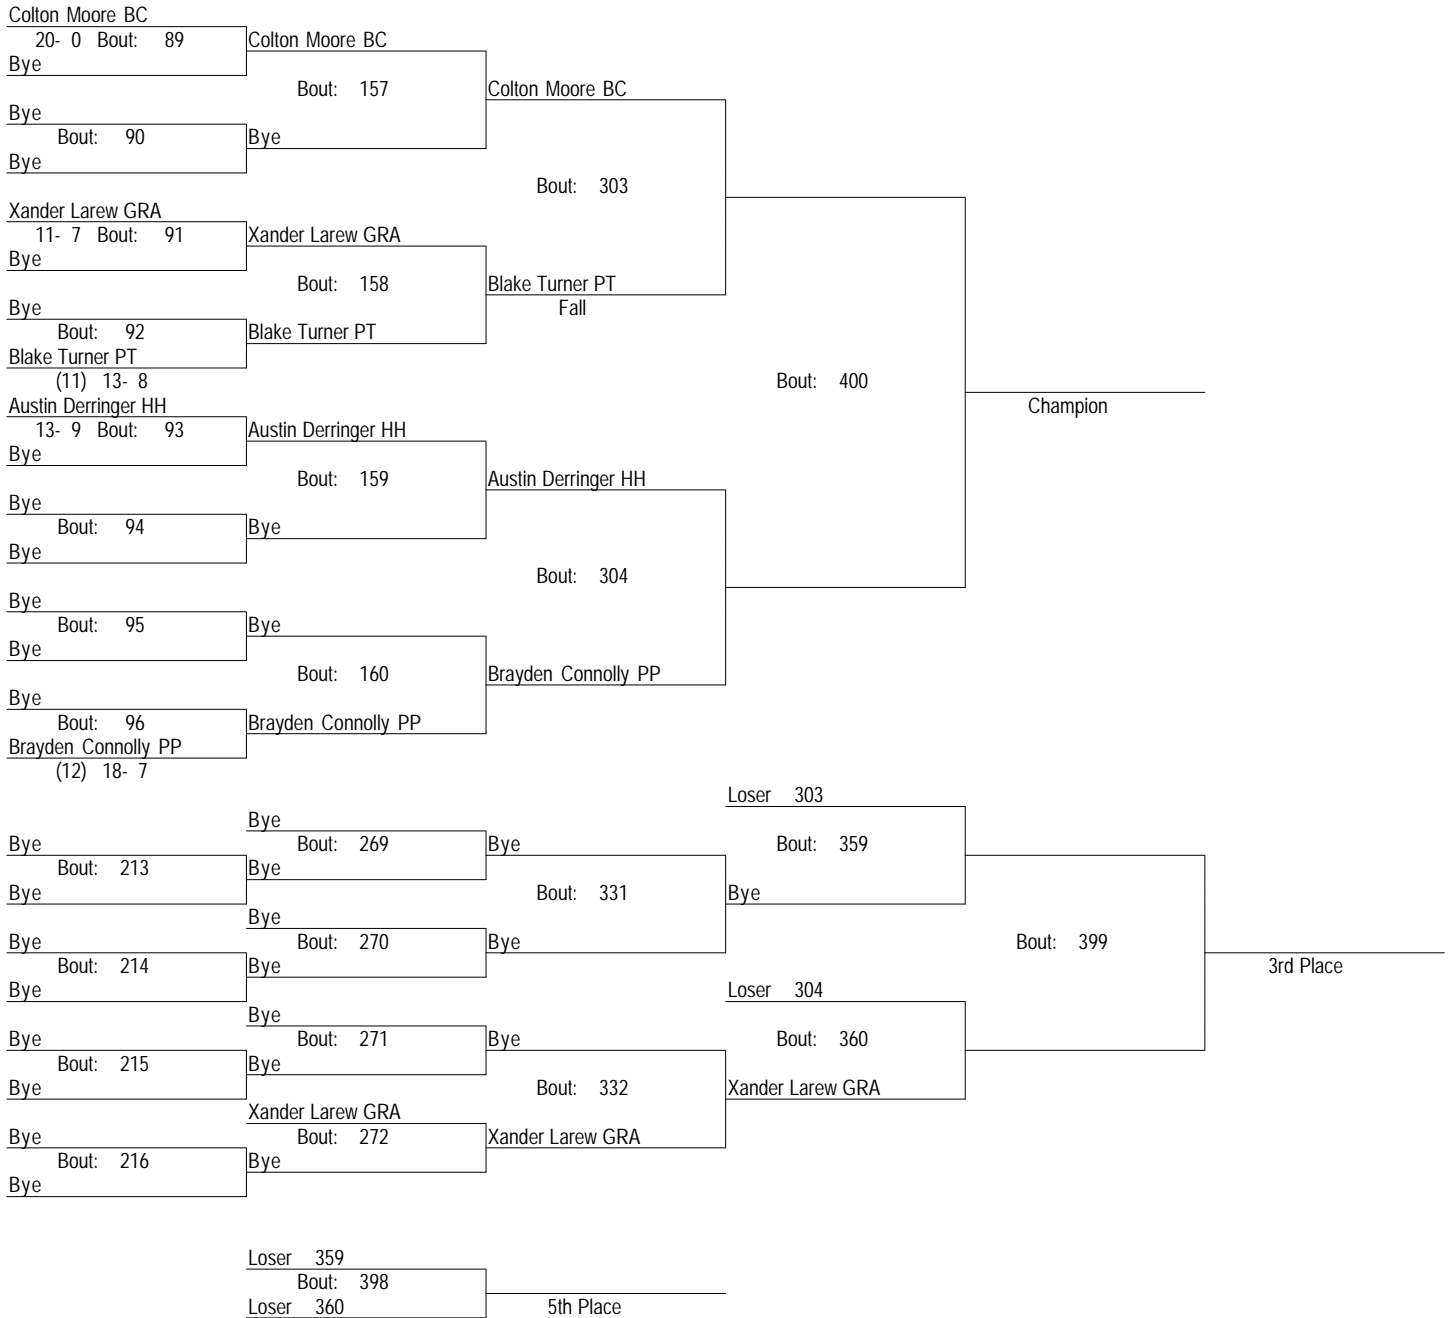 Colton Moore BC
20- 0 Bout: 89
Colton Moore BC
Bye
Bout: 157
Colton Moore BC
Bye
Bout: 90
Bye
Bye
Bout: 303
Xander Larew GRA
11- 7 Bout: 91
Xander Larew GRA
Bye
Bout: 158
Blake Turner PT
Bye
Fall
Bout: 92
Blake Turner PT
Blake Turner PT
(11) 13- 8
Bout: 400
Austin Derringer HH
Champion
13- 9 Bout: 93
Austin Derringer HH
Bye
Bout: 159
Austin Derringer HH
Bye
Bout: 94
Bye
Bye
Bout: 304
Bye
Bout: 95
Bye
Bye
Bout: 160
Brayden Connolly PP
Bye
Bout: 96
Brayden Connolly PP
Brayden Connolly PP
(12) 18- 7
Loser 303
Bye
Bye
Bout: 269
Bye
Bout: 359
Bout: 213
Bye
Bye
Bout: 331
Bye
Bye
Bye
Bout: 270
Bye
Bout: 399
Bout: 214
Bye
3rd Place
Bye
Loser 304
Bye
Bye
Bout: 271
Bye
Bout: 360
Bout: 215
Bye
Bye
Bout: 332
Xander Larew GRA
Xander Larew GRA
Bye
Bout: 272
Xander Larew GRA
Bout: 216
Bye
Bye
Loser 359
Bout: 398
Loser 360
5th Place